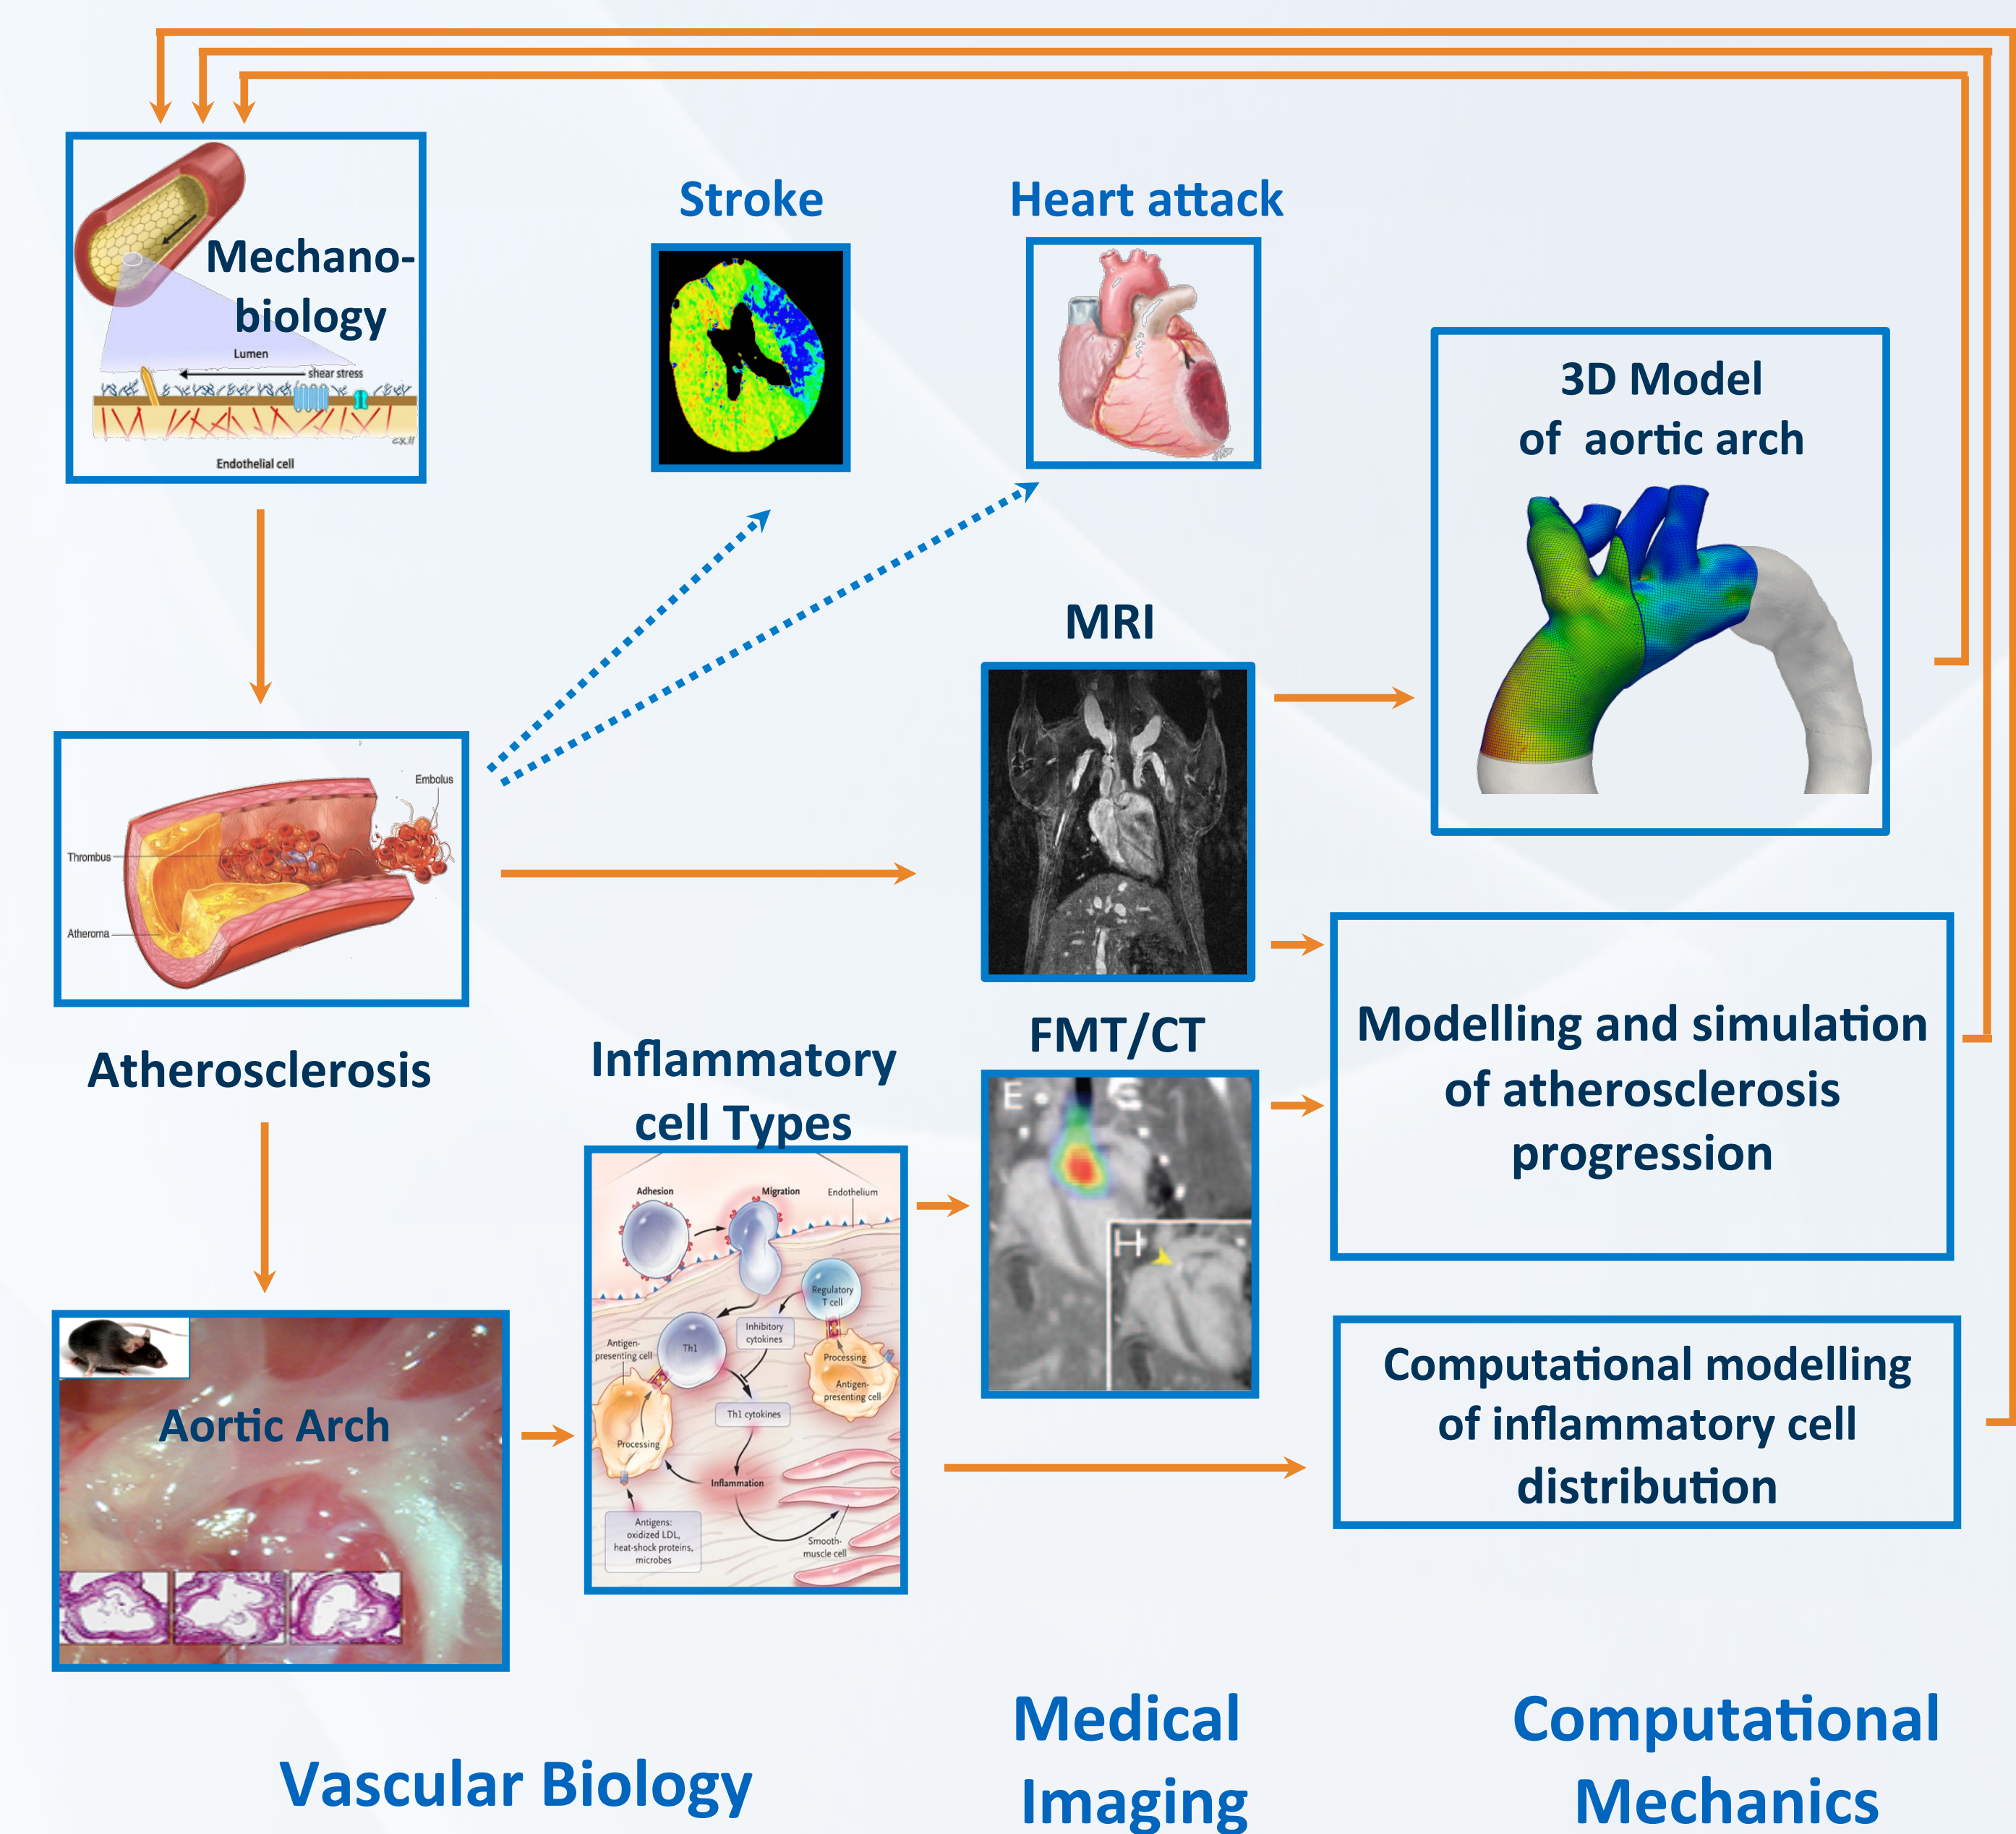 Mechano-
biology
Lumen
shear stress
Endothelial cell
Stroke
Heart attack
3D Model
of aortic arch
MRI
Embolus
Thrombus
Atheroma
Atherosclerosis
Inflammatory
cell Types
Adhesion
Migration
Endothelium
Regulatory
T cell
Inhibitory
cytokines
Th1
Antigen-
presenting cell
Processing
Antigen-
presenting cell
Th1 cytokines
Processing
Inflammation
Antigens:
oxidized LDL,
heat-shock proteins,
microbes
Smooth-
muscle cell
FMT/CT
E
H
Modelling and simulation
of atherosclerosis
progression
Computational modelling
of inflammatory cell
distribution
Aortic Arch
Vascular Biology
Medical
Imaging
Computational
Mechanics